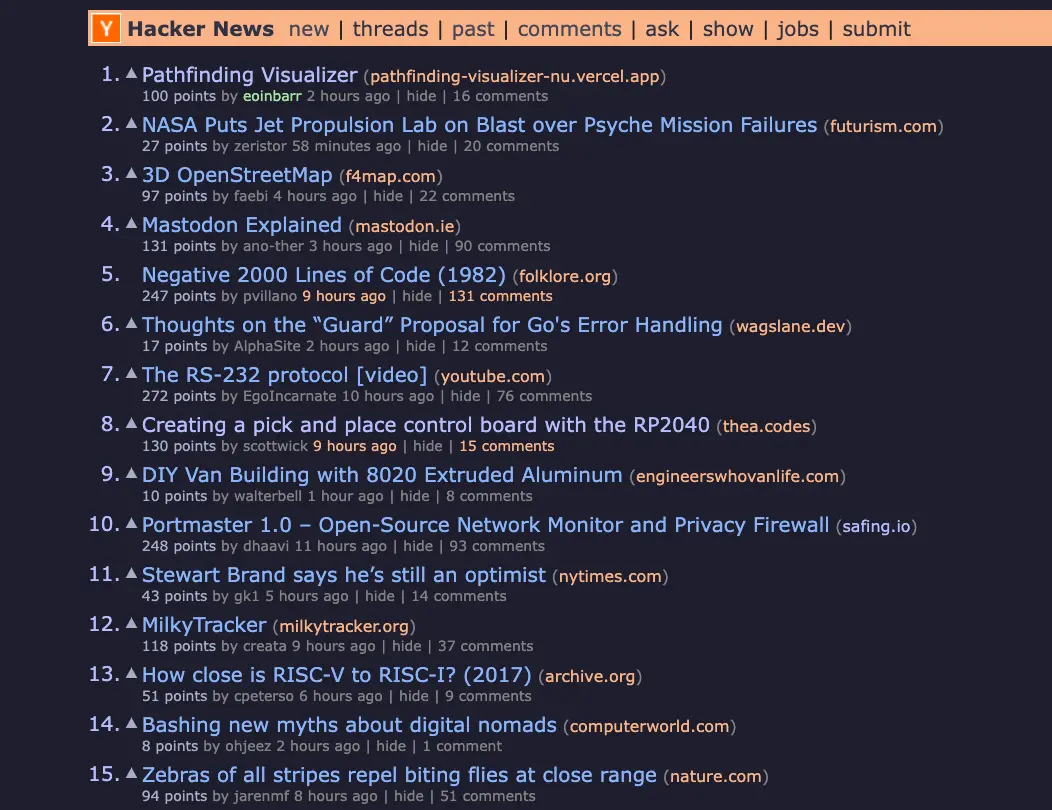 Y Hacker News new | threads | past | comments | ask | show | jobs | submit
1. ▲ Pathfinding Visualizer (pathfinding-visualizer-nu.vercel.app)
100 points by eoinbarr 2 hours ago | hide | 16 comments
2. ▲ NASA Puts Jet Propulsion Lab on Blast over Psyche Mission Failures (futurism.com)
27 points by zeristor 58 minutes ago | hide | 20 comments
3. ▲ 3D OpenStreetMap (f4map.com)
97 points by faebi 4 hours ago | hide | 22 comments
4. ▲ Mastodon Explained (mastodon.ie)
131 points by ano-ther 3 hours ago | hide | 90 comments
5. Negative 2000 Lines of Code (1982) (folklore.org)
247 points by pvillano 9 hours ago | hide | 131 comments
6. ▲ Thoughts on the “Guard” Proposal for Go's Error Handling (wagslane.dev)
17 points by AlphaSite 2 hours ago | hide | 12 comments
7. ▲ The RS-232 protocol [video] (youtube.com)
272 points by EgoIncarnate 10 hours ago | hide | 76 comments
8. ▲ Creating a pick and place control board with the RP2040 (thea.codes)
130 points by scottwick 9 hours ago | hide | 15 comments
9. ▲ DIY Van Building with 8020 Extruded Aluminum (engineerswhovanlife.com)
10 points by walterbell 1 hour ago | hide | 8 comments
10. ▲ Portmaster 1.0 – Open-Source Network Monitor and Privacy Firewall (safing.io)
248 points by dhaavi 11 hours ago | hide | 93 comments
11. ▲ Stewart Brand says he’s still an optimist (nytimes.com)
43 points by gk1 5 hours ago | hide | 14 comments
12. ▲ MilkyTracker (milkytracker.org)
118 points by creata 9 hours ago | hide | 37 comments
13. ▲ How close is RISC-V to RISC-I? (2017) (archive.org)
51 points by cpeterso 6 hours ago | hide | 9 comments
14. ▲ Bashing new myths about digital nomads (computerworld.com)
8 points by ohjeez 2 hours ago | hide | 1 comment
15. ▲ Zebras of all stripes repel biting flies at close range (nature.com)
94 points by jarenmf 8 hours ago | hide | 51 comments